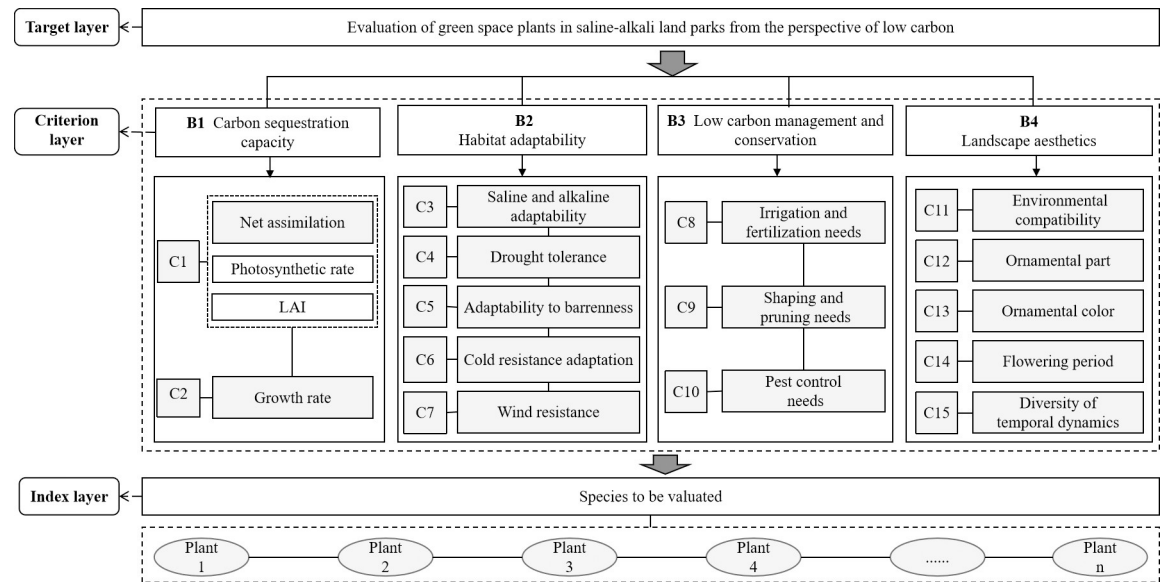 Target layer
Evaluation of green space plants in saline-alkali land parks from the perspective of low carbon
Criterion
layer
B1 Carbon sequestration
capacity
B2
Habitat adaptability
B3 Low carbon management and
conservation
B4
Landscape aesthetics
C1
Net assimilation
Photosynthetic rate
LAI
C2
Growth rate
C3
Saline and alkaline
adaptability
C4
Drought tolerance
C5
Adaptability to barrenness
C6
Cold resistance adaptation
C7
Wind resistance
C8
Irrigation and
fertilization needs
C9
Shaping and
pruning needs
C10
Pest control
needs
C11
Environmental
compatibility
C12
Ornamental part
C13
Ornamental color
C14
Flowering period
C15
Diversity of
temporal dynamics
Index layer
Species to be valuated
Plant
1
Plant
2
Plant
3
Plant
4
......
Plant
n